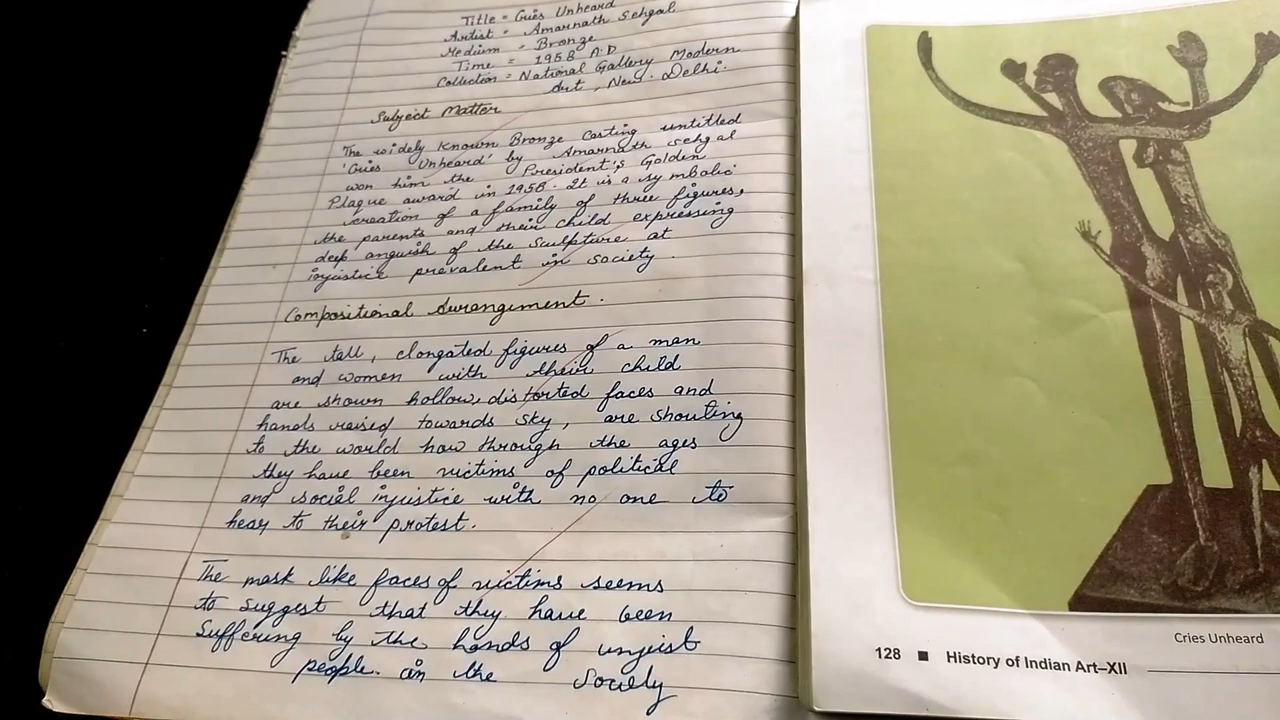 Title = Cries Unheard
Artist = Amarnath Sehgal
Medium = Bronze
Time = 1958 A.D
Collection = National Gallery Modern
Art, New Delhi.
Subject Matter
The widely known Bronze Casting untitled
'Cries Unheard' by Amarnath Sehgal
won him the President's Golden
Plaque award in 1958. It is a symbolic
creation of a family of three figures,
the parents and their child expressing
deep anguish of the sculpture at
injustice prevalent in society.
Compositional Arrangement.
The tall, elongated figures of a man
and women with their child
are shown hollow, distorted faces and
hands raised towards sky, are shouting
to the world how through the ages
they have been victims of political
and social injustice with no one to
hear to their protest.
The mask like faces of victims seems
to suggest that they have been
suffering by the hands of unjust
people in the society
Cries Unheard
128 ■ History of Indian Art–XII